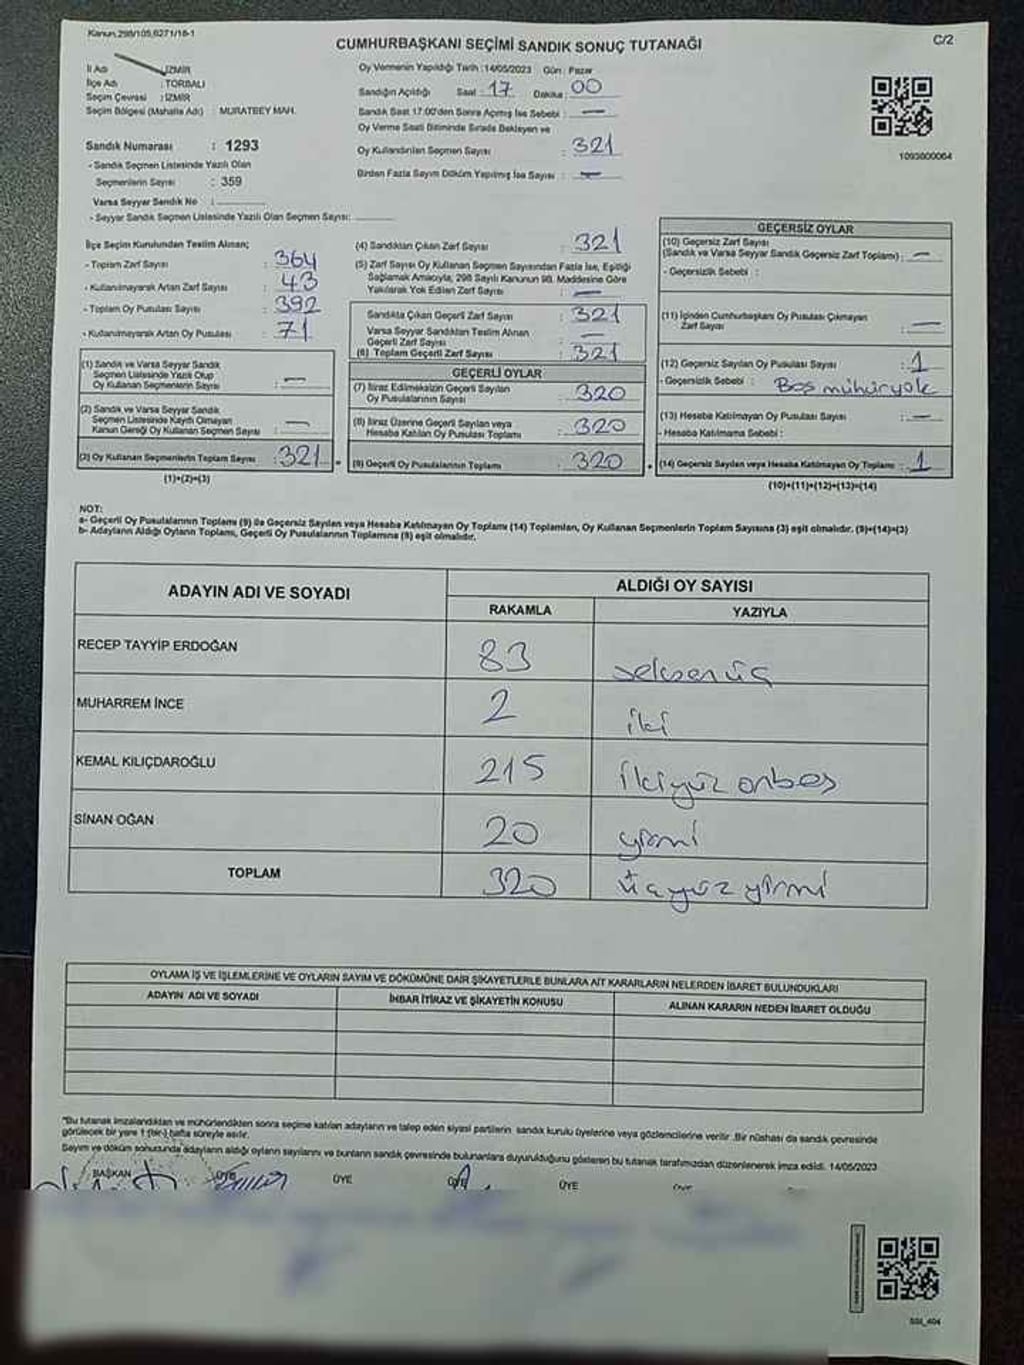 Kanun,298/105,6271/18-1
C/2
CUMHURBAŞKANI SEÇİMİ SANDIK SONUÇ TUTANAĞI
İl Adı : İZMİR
İlçe Adı : TORBALI
Seçim Çevresi : İZMİR
Seçim Bölgesi (Mahalle Adı) : MURATBEY MAH.
Sandık Numarası : 1293
- Sandık Seçmen Listesinde Yazılı Olan
Seçmenlerin Sayısı : 359
Varsa Seyyar Sandık No :
- Seyyar Sandık Seçmen Listesinde Yazılı Olan Seçmen Sayısı:
Oy Vermenin Yapıldığı Tarih :14/05/2023 Gün : Pazar
Sandığın Açıldığı Saat : 17 Dakika : 00
Sandık Saat 17:00'den Sonra Açılmış İse Sebebi : —
Oy Verme Saati Bitiminde Sırada Bekleyen ve
Oy Kullandırılan Seçmen Sayısı : 321
Birden Fazla Sayım Döküm Yapılmış İse Sayısı : —
1093600064
İlçe Seçim Kurulundan Teslim Alınan;
- Toplam Zarf Sayısı : 364
- Kullanılmayarak Artan Zarf Sayısı : 43
- Toplam Oy Pusulası Sayısı : 392
- Kullanılmayarak Artan Oy Pusulası : 71
(1) Sandık ve Varsa Seyyar Sandık
Seçmen Listesinde Yazılı Olup
Oy Kullanan Seçmenlerin Sayısı : —
(2) Sandık ve Varsa Seyyar Sandık
Seçmen Listesinde Kayıtlı Olmayan
Kanun Gereği Oy Kullanan Seçmen Sayısı : —
(3) Oy Kullanan Seçmenlerin Toplam Sayısı : 321
(1)+(2)=(3)
(4) Sandıktan Çıkan Zarf Sayısı : 321
(5) Zarf Sayısı Oy Kullanan Seçmen Sayısından Fazla İse, Eşitliği
Sağlamak Amacıyla, 298 Sayılı Kanunun 98. Maddesine Göre
Yakılarak Yok Edilen Zarf Sayısı : —
Sandıkta Çıkan Geçerli Zarf Sayısı : 321
Varsa Seyyar Sandıktan Teslim Alınan
Geçerli Zarf Sayısı : —
(6) Toplam Geçerli Zarf Sayısı : 321
GEÇERLİ OYLAR
(7) İtiraz Edilmeksizin Geçerli Sayılan
Oy Pusulalarının Sayısı : 320
(8) İtiraz Üzerine Geçerli Sayılan veya
Hesaba Katılan Oy Pusulası Toplamı : 320
(9) Geçerli Oy Pusulalarının Toplamı : 320
GEÇERSİZ OYLAR
(10) Geçersiz Zarf Sayısı
(Sandık ve Varsa Seyyar Sandık Geçersiz Zarf Toplamı) : —
- Geçersizlik Sebebi :
(11) İçinden Cumhurbaşkanı Oy Pusulası Çıkmayan
Zarf Sayısı : —
(12) Geçersiz Sayılan Oy Pusulası Sayısı : 1
- Geçersizlik Sebebi : Boş mühür yok
(13) Hesaba Katılmayan Oy Pusulası Sayısı : —
- Hesaba Katılmama Sebebi :
(14) Geçersiz Sayılan veya Hesaba Katılmayan Oy Toplamı : 1
(10)+(11)+(12)+(13)=(14)
NOT:
a- Geçerli Oy Pusulalarının Toplamı (9) ile Geçersiz Sayılan veya Hesaba Katılmayan Oy Toplamı (14) Toplamları, Oy Kullanan Seçmenlerin Toplam Sayısına (3) eşit olmalıdır. (9)+(14)=(3)
b- Adayların Aldığı Oyların Toplamı, Geçerli Oy Pusulalarının Toplamına (9) eşit olmalıdır.
ADAYIN ADI VE SOYADI
ALDIĞI OY SAYISI
RAKAMLA YAZIYLA
RECEP TAYYİP ERDOĞAN 83 seksenüç
MUHARREM İNCE 2 iki
KEMAL KILIÇDAROĞLU 215 ikiyüz onbeş
SİNAN OĞAN 20 yirmi
TOPLAM 320 üçyüz yirmi
OYLAMA İŞ VE İŞLEMLERİNE VE OYLARIN SAYIM VE DÖKÜMÜNE DAİR ŞİKAYETLERLE BUNLARA AİT KARARLARIN NELERDEN İBARET BULUNDUKLARI
ADAYIN ADI VE SOYADI İHBAR İTİRAZ VE ŞİKAYETİN KONUSU ALINAN KARARIN NEDEN İBARET OLDUĞU
"Bu tutanak imzalandıktan ve mühürlendikten sonra seçime katılan adayların ve talep eden siyasi partilerin sandık kurulu üyelerine veya gözlemcilerine verilir .Bir nüshası da sandık çevresinde
görülecek bir yere 1 (bir-) hafta süreyle asılır.
Sayım ve döküm sonucunda adayların aldığı oyların sayılarını ve bunların sandık çevresinde bulunanlara duyurulduğunu gösteren bu tutanak tarafımızdan düzenlenerek imza edildi. 14/05/2023
BAŞKAN ÜYE ÜYE ÜYE ÜYE
SSI_404